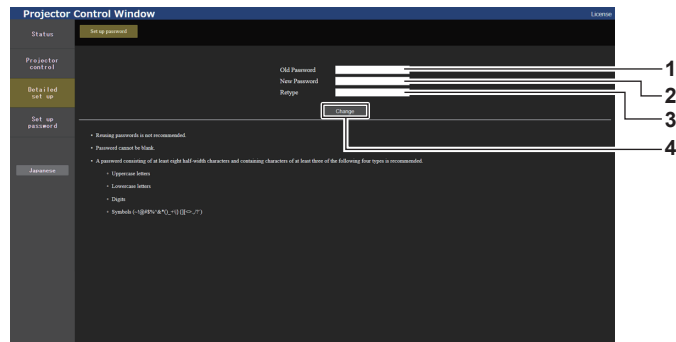 Projector Control Window
License
Status
Set up password
Projector
control
Detailed
set up
Set up
password
Japanese
Old Password
New Password
Retype
Change
1
2
3
4
• Reusing passwords is not recommended.
• Password cannot be blank.
• A password consisting of at least eight half-width characters and containing characters of at least three of the following four types is recommended.
• Uppercase letters
• Lowercase letters
• Digits
• Symbols